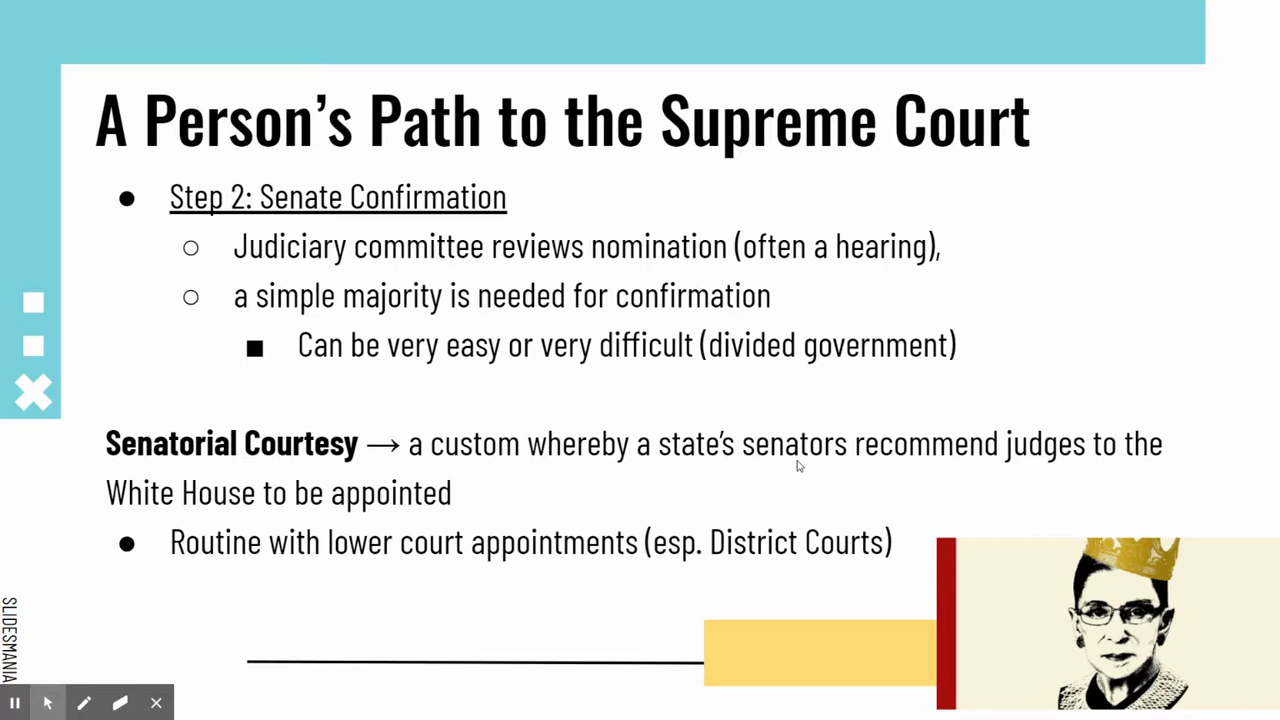 A Person’s Path to the Supreme Court
● Step 2: Senate Confirmation
○ Judiciary committee reviews nomination (often a hearing),
○ a simple majority is needed for confirmation
■ Can be very easy or very difficult (divided government)
Senatorial Courtesy → a custom whereby a state’s senators recommend judges to the
White House to be appointed
● Routine with lower court appointments (esp. District Courts)
SLIDESMANIA